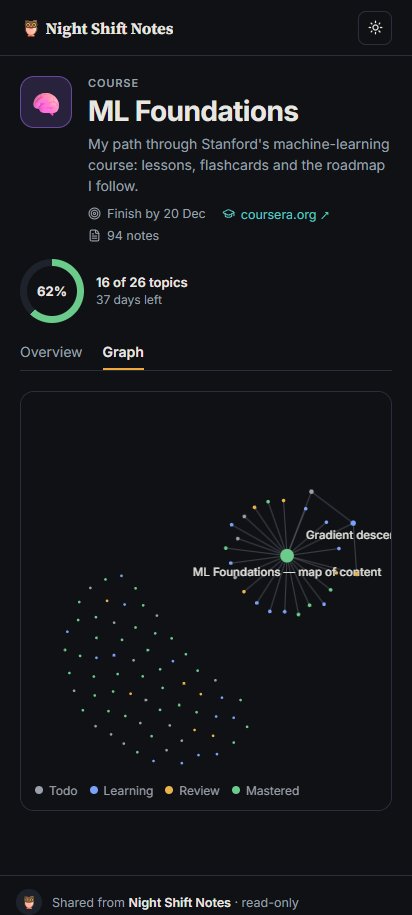 Night Shift Notes
COURSE
ML Foundations
My path through Stanford's machine-learning
course: lessons, flashcards and the roadmap
I follow.
Finish by 20 Dec
coursera.org ↗
94 notes
62%
16 of 26 topics
37 days left
Overview
Graph
Gradient descer
ML Foundations — map of content
Todo
Learning
Review
Mastered
Shared from Night Shift Notes · read-only